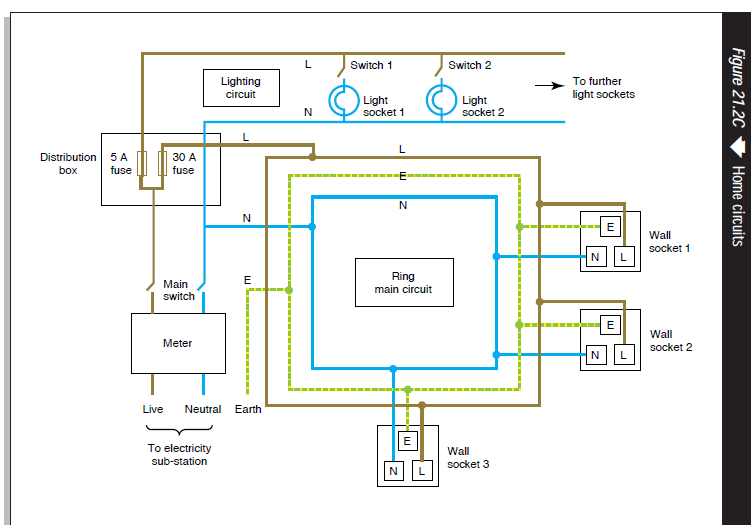 Figure 21.2C Home circuits
L
Switch 1
Switch 2
Lighting
circuit
To further
light sockets
Light
socket 1
Light
socket 2
N
L
Distribution
box
5 A
fuse
30 A
fuse
L
E
N
N
E
N
L
Wall
socket 1
Main
switch
E
Ring
main circuit
E
N
L
Wall
socket 2
Meter
Live
Neutral
Earth
To electricity
sub-station
E
N
L
Wall
socket 3